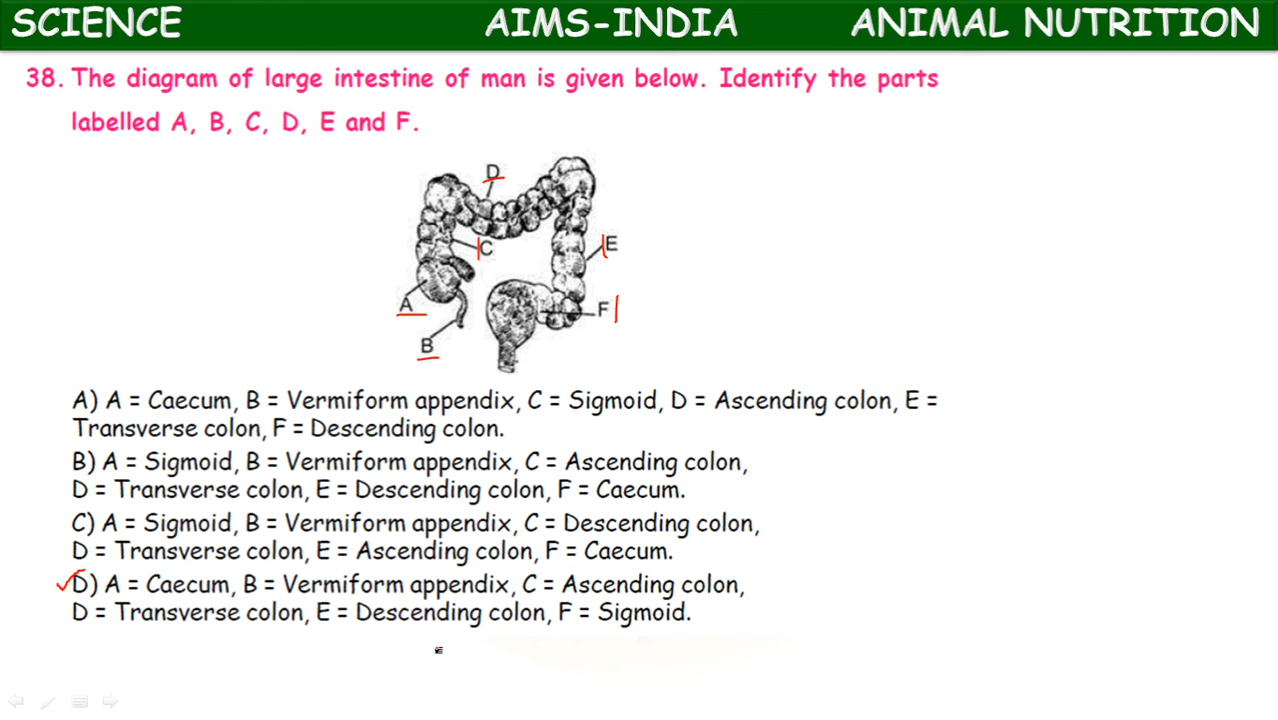 SCIENCE AIMS-INDIA ANIMAL NUTRITION
38. The diagram of large intestine of man is given below. Identify the parts
labelled A, B, C, D, E and F.
D
C
E
A
F
B
A) A = Caecum, B = Vermiform appendix, C = Sigmoid, D = Ascending colon, E =
Transverse colon, F = Descending colon.
B) A = Sigmoid, B = Vermiform appendix, C = Ascending colon,
D = Transverse colon, E = Descending colon, F = Caecum.
C) A = Sigmoid, B = Vermiform appendix, C = Descending colon,
D = Transverse colon, E = Ascending colon, F = Caecum.
D) A = Caecum, B = Vermiform appendix, C = Ascending colon,
D = Transverse colon, E = Descending colon, F = Sigmoid.